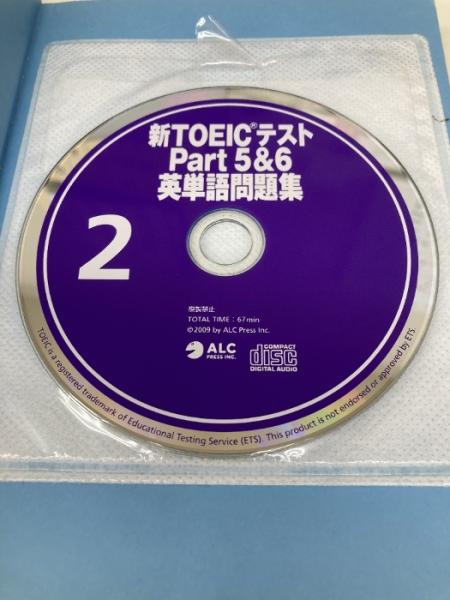 新TOEIC®テスト
Part 5&6
英単語問題集
2
複製禁止
TOTAL TIME：67min
©2009 by ALC Press Inc.
ALC
PRESS INC.
COMPACT
disc
DIGITAL AUDIO
TOEIC is a registered trademark of Educational Testing Service (ETS). This product is not endorsed or approved by ETS.